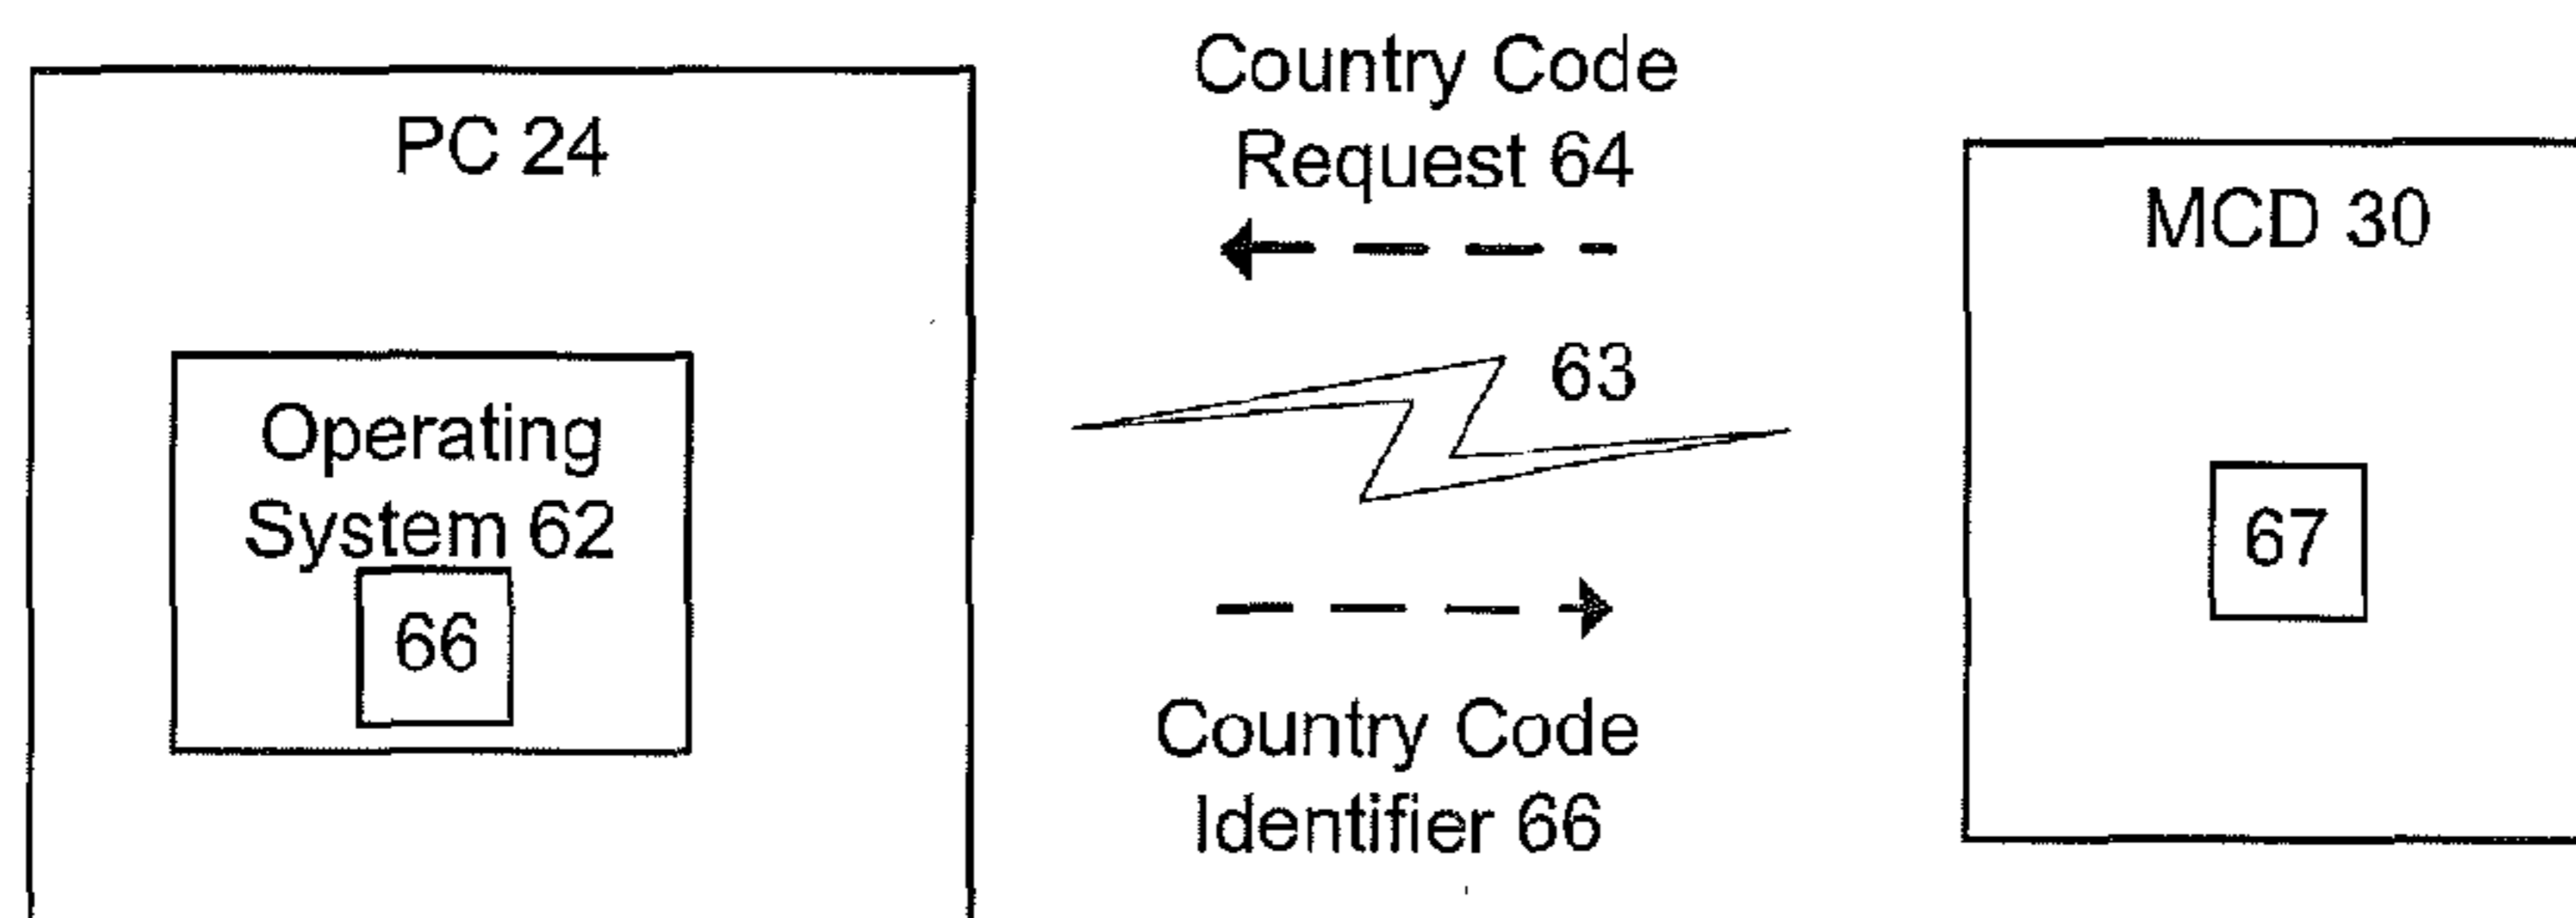 PC 24
Operating
System 62
66
Country Code
Request 64
63
Country Code
Identifier 66
MCD 30
67